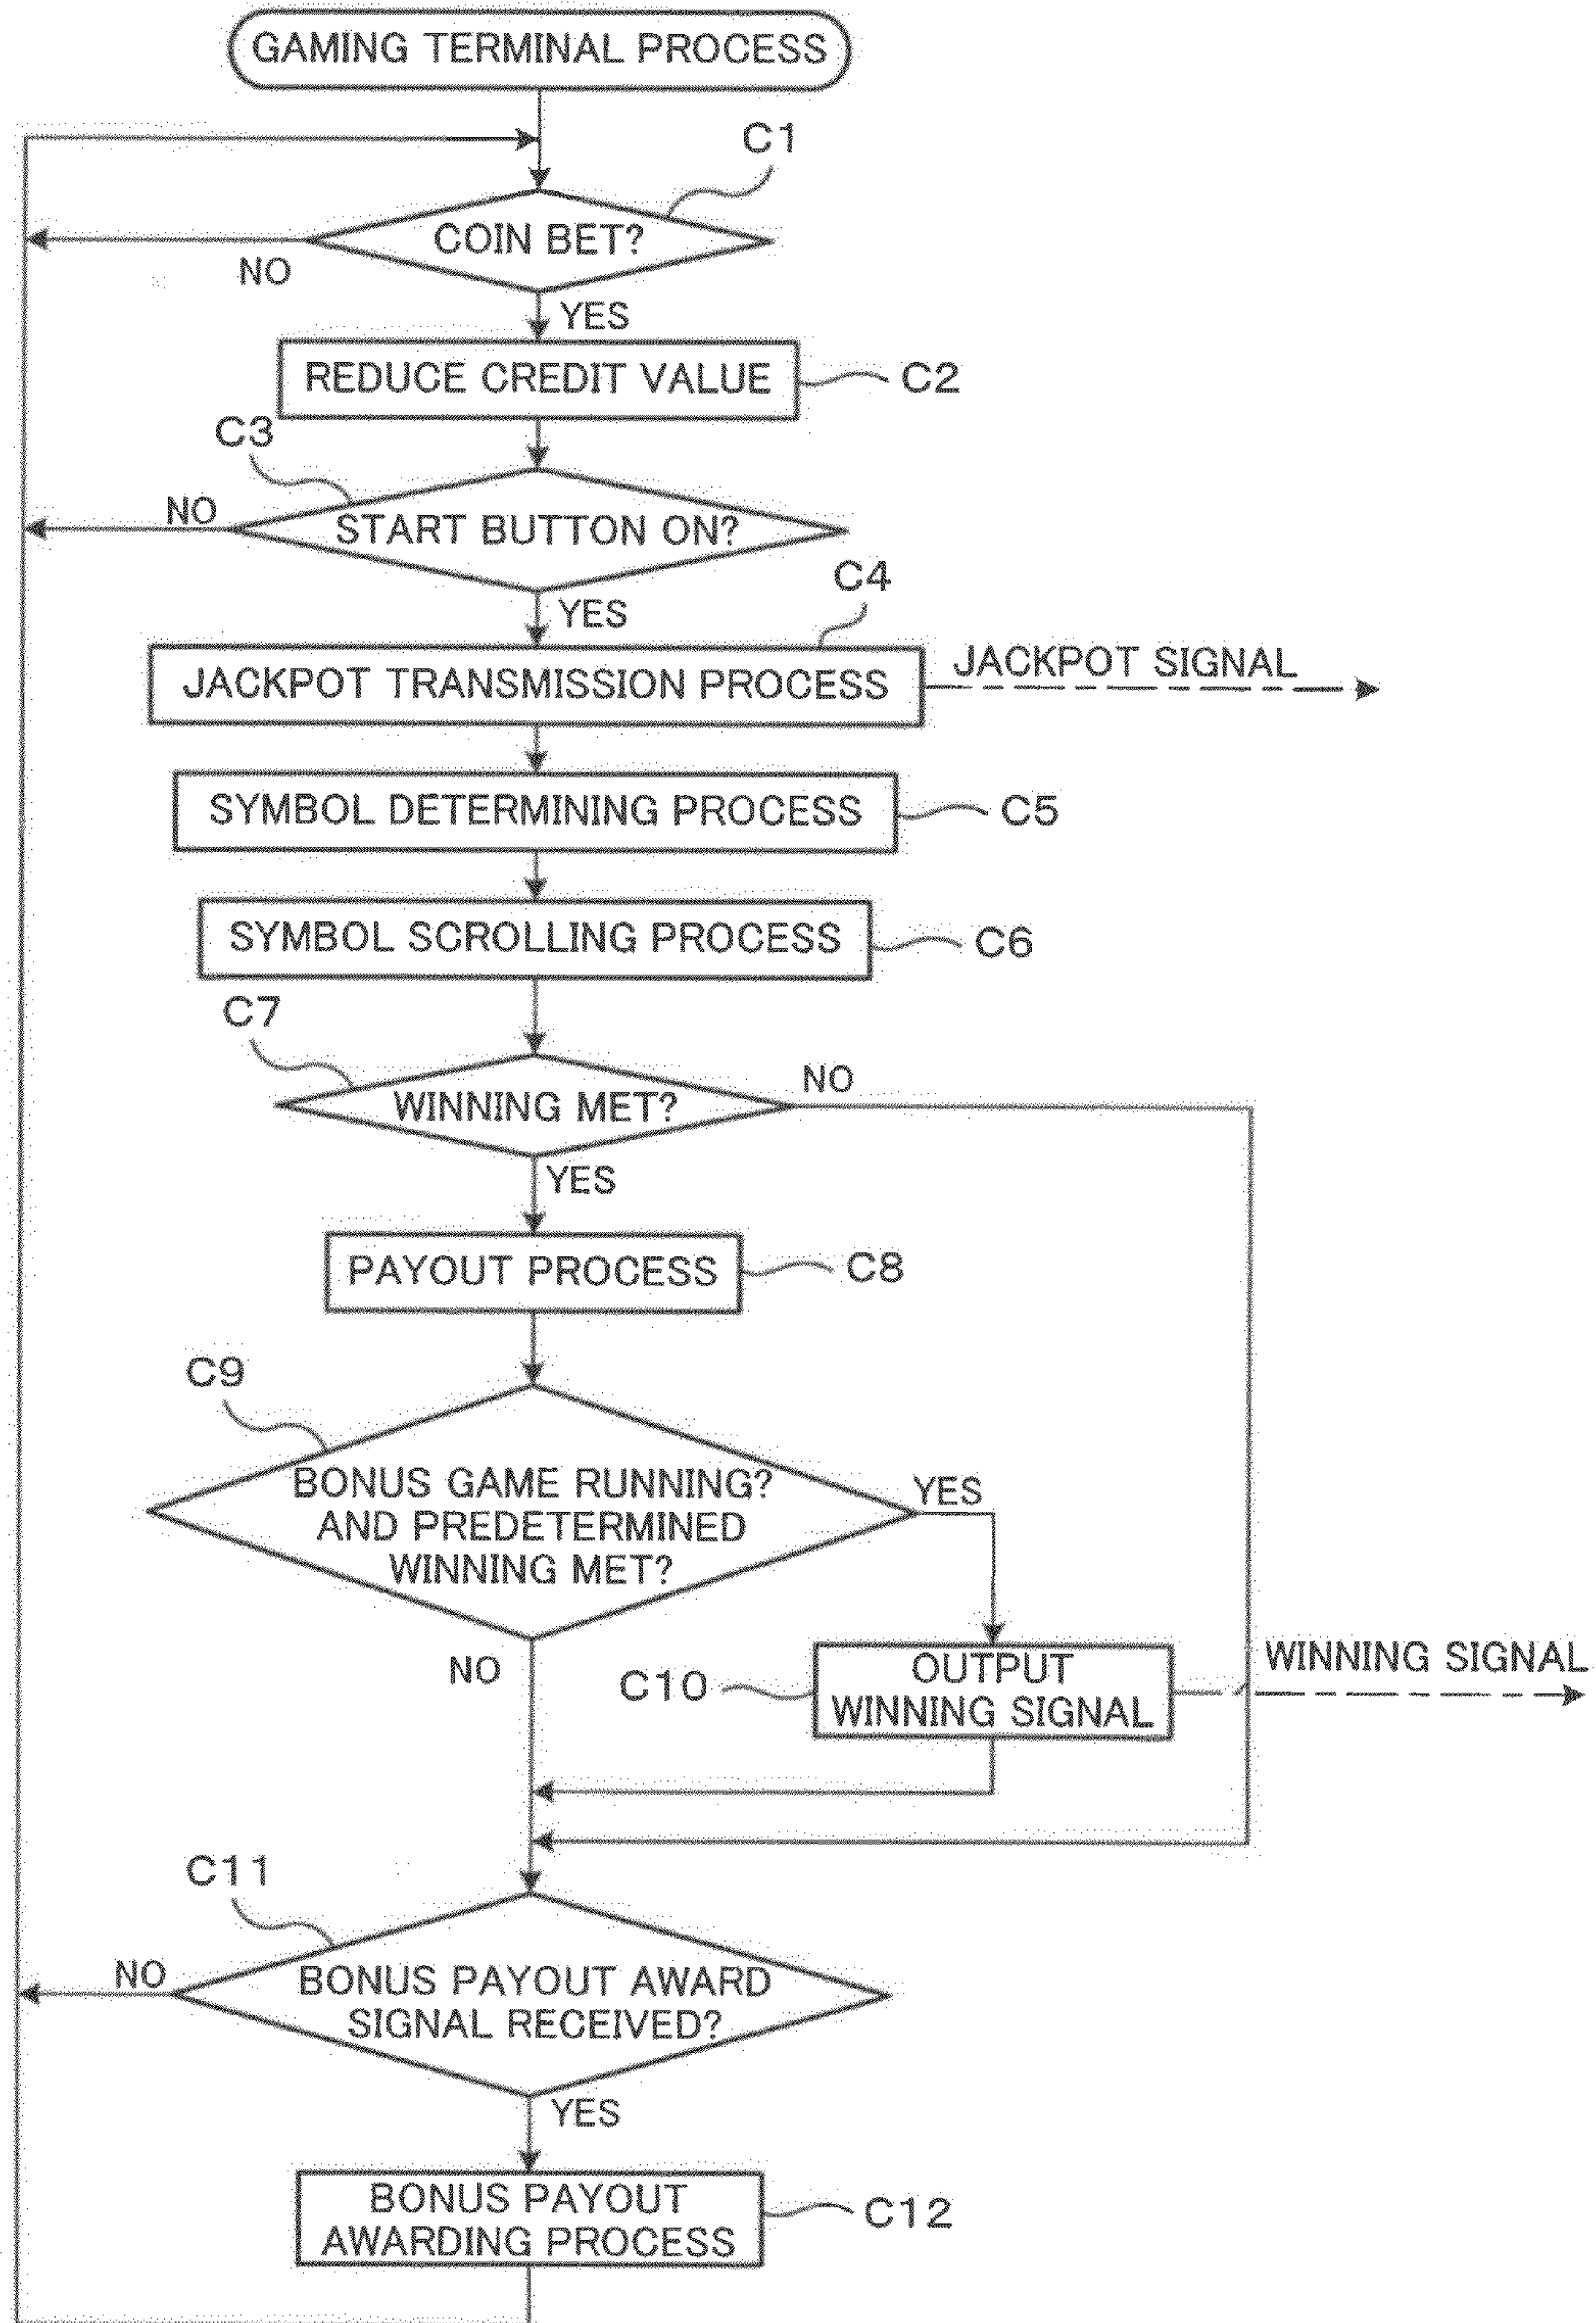 GAMING TERMINAL PROCESS
C1
COIN BET?
NO
YES
REDUCE CREDIT VALUE
C2
C3
NO
START BUTTON ON?
YES
C4
JACKPOT TRANSMISSION PROCESS
JACKPOT SIGNAL
SYMBOL DETERMINING PROCESS
C5
SYMBOL SCROLLING PROCESS
C6
C7
WINNING MET?
NO
YES
PAYOUT PROCESS
C8
C9
BONUS GAME RUNNING?
AND PREDETERMINED
WINNING MET?
YES
NO
C10
OUTPUT
WINNING SIGNAL
WINNING SIGNAL
C11
NO
BONUS PAYOUT AWARD
SIGNAL RECEIVED?
YES
BONUS PAYOUT
AWARDING PROCESS
C12